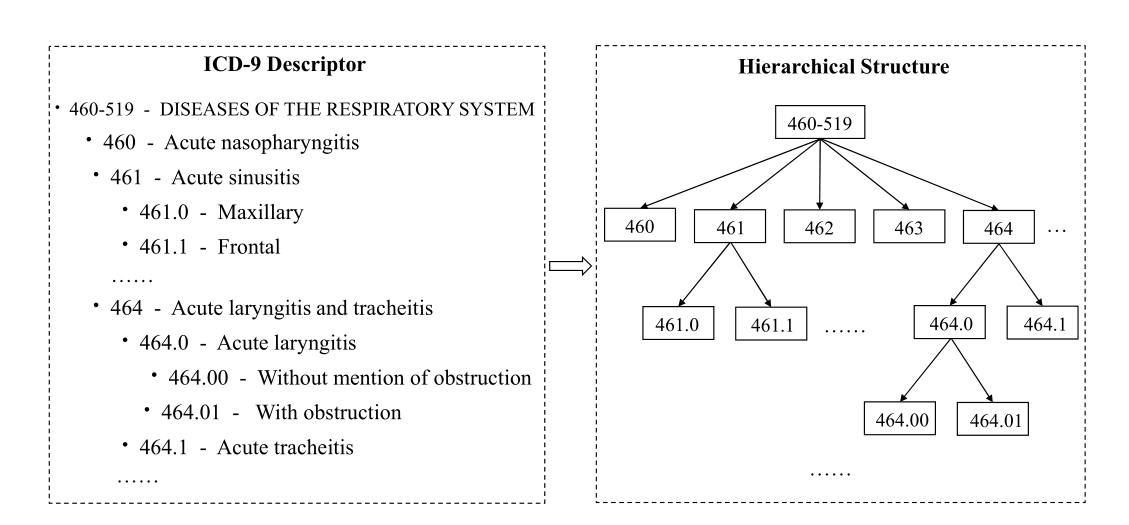 ICD-9 Descriptor
• 460-519 - DISEASES OF THE RESPIRATORY SYSTEM
• 460 - Acute nasopharyngitis
• 461 - Acute sinusitis
• 461.0 - Maxillary
• 461.1 - Frontal
……
• 464 - Acute laryngitis and tracheitis
• 464.0 - Acute laryngitis
• 464.00 - Without mention of obstruction
• 464.01 - With obstruction
• 464.1 - Acute tracheitis
……
Hierarchical Structure
460-519
460 461 462 463 464 …
461.0 461.1 …… 464.0 464.1
464.00 464.01
……